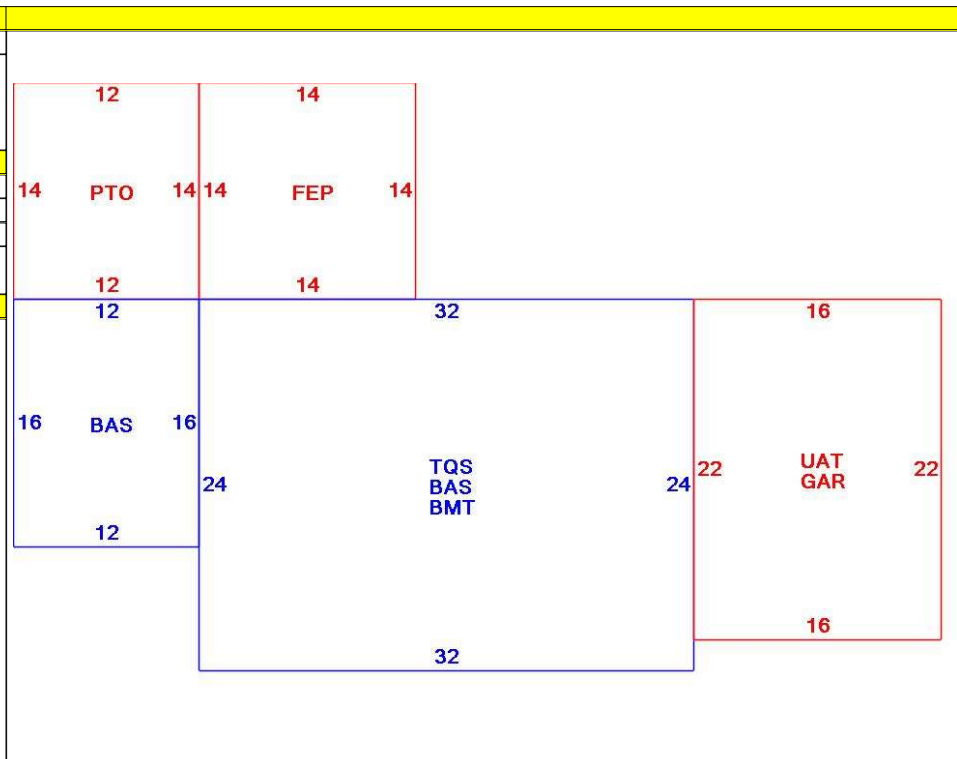 12 14
14 PTO 14 14 FEP 14
12 14
12 32 16
16 BAS 16
TQS UAT
24 BAS 24 22 GAR 22
BMT
12
16
32